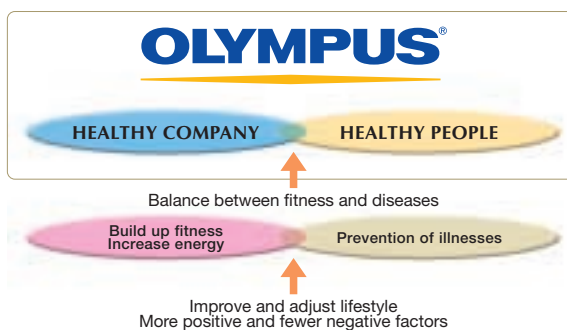 OLYMPUS®
HEALTHY COMPANY
HEALTHY PEOPLE
Balance between fitness and diseases
Build up fitness
Increase energy
Prevention of illnesses
Improve and adjust lifestyle
More positive and fewer negative factors